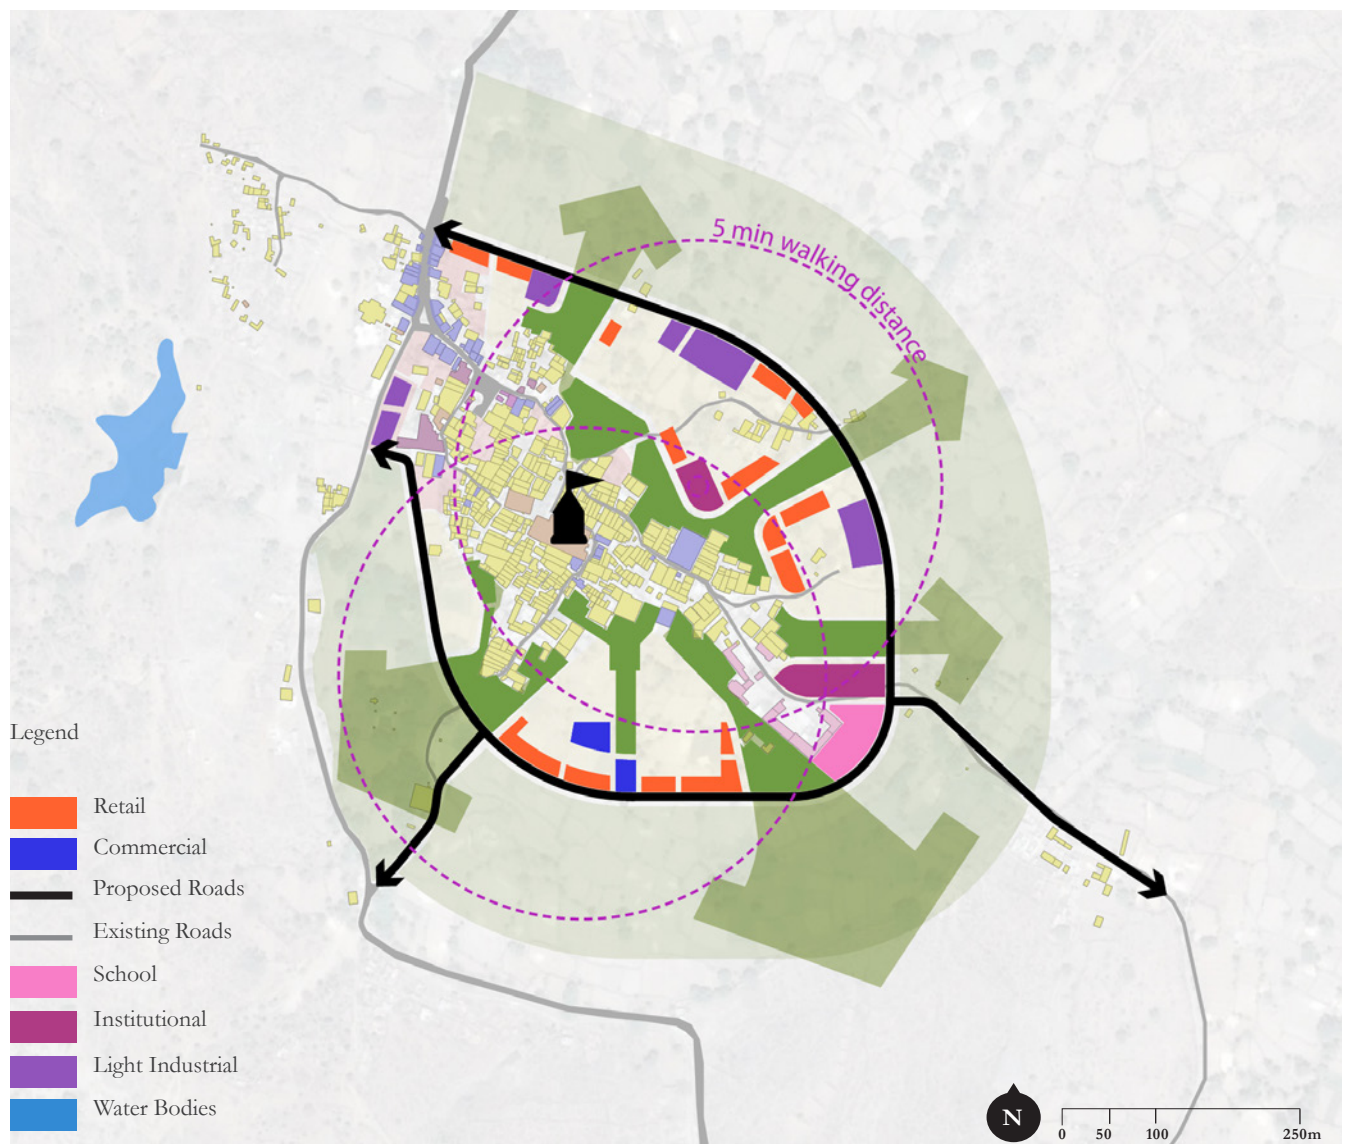 5 min walking distance
Legend
Retail
Commercial
Proposed Roads
Existing Roads
School
Institutional
Light Industrial
Water Bodies
N
0 50 100 250m